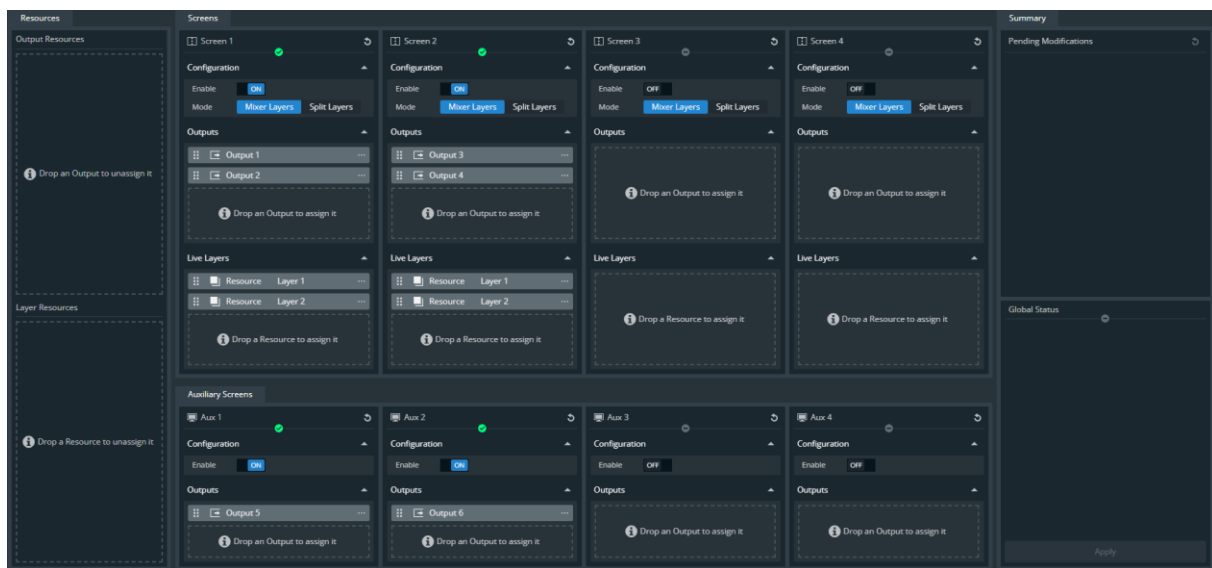 Resources
Output Resources
Drop an Output to unassign it
Layer Resources
Drop a Resource to unassign it
Screens
Screen 1
Configuration
Enable ON
Mode Mixer Layers Split Layers
Outputs
Output 1 ...
Output 2 ...
Drop an Output to assign it
Live Layers
Resource Layer 1 ...
Resource Layer 2 ...
Drop a Resource to assign it
Screen 2
Configuration
Enable ON
Mode Mixer Layers Split Layers
Outputs
Output 3 ...
Output 4 ...
Drop an Output to assign it
Live Layers
Resource Layer 1 ...
Resource Layer 2 ...
Drop a Resource to assign it
Screen 3
Configuration
Enable OFF
Mode Mixer Layers Split Layers
Outputs
Drop an Output to assign it
Live Layers
Drop a Resource to assign it
Screen 4
Configuration
Enable OFF
Mode Mixer Layers Split Layers
Outputs
Drop an Output to assign it
Live Layers
Drop a Resource to assign it
Auxiliary Screens
Aux 1
Configuration
Enable ON
Outputs
Output 5 ...
Drop an Output to assign it
Aux 2
Configuration
Enable ON
Outputs
Output 6 ...
Drop an Output to assign it
Aux 3
Configuration
Enable OFF
Outputs
Drop an Output to assign it
Aux 4
Configuration
Enable OFF
Outputs
Drop an Output to assign it
Summary
Pending Modifications
Global Status
Apply